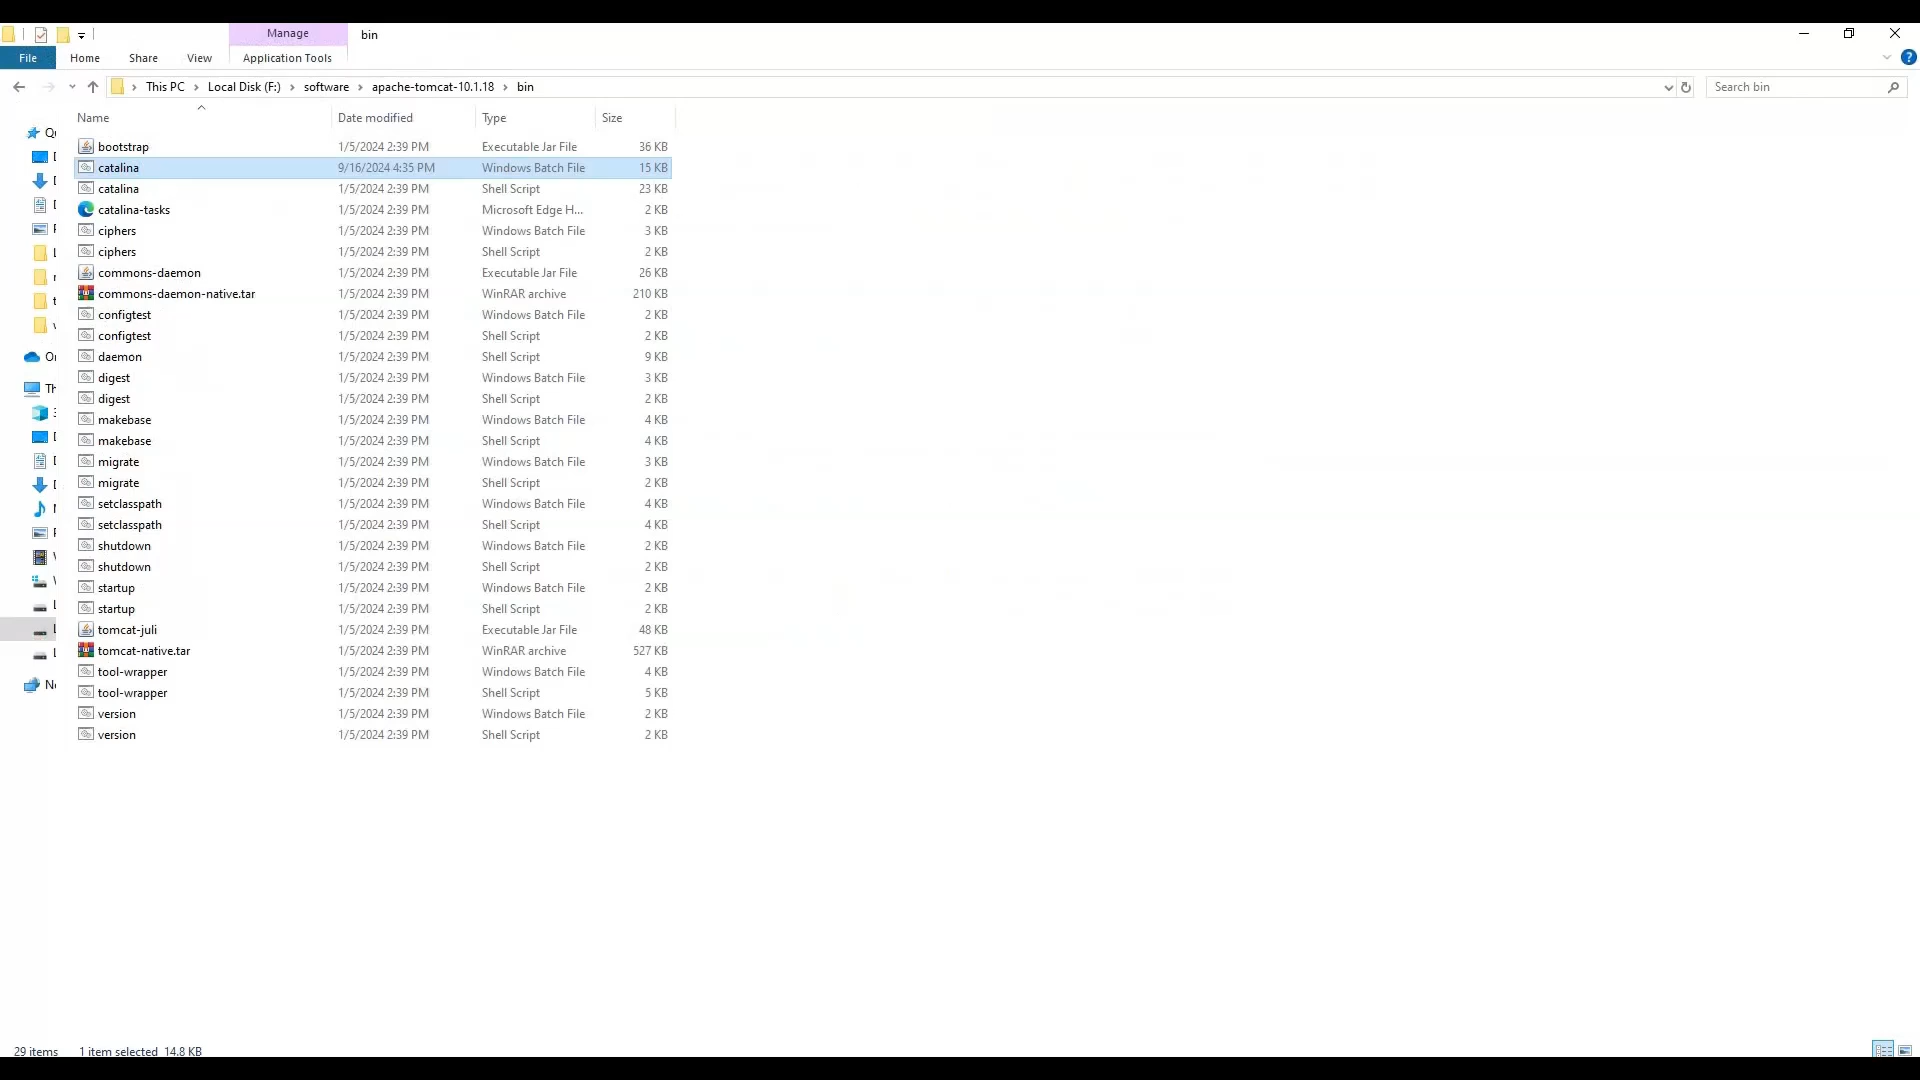 Manage
bin
File
Home
Share
View
Application Tools
This PC
Local Disk (F:)
software
apache-tomcat-10.1.18
bin
Search bin
Name
Date modified
Type
Size
bootstrap 1/5/2024 2:39 PM Executable Jar File 36 KB
catalina 9/16/2024 4:35 PM Windows Batch File 15 KB
catalina 1/5/2024 2:39 PM Shell Script 23 KB
catalina-tasks 1/5/2024 2:39 PM Microsoft Edge H... 2 KB
ciphers 1/5/2024 2:39 PM Windows Batch File 3 KB
ciphers 1/5/2024 2:39 PM Shell Script 2 KB
commons-daemon 1/5/2024 2:39 PM Executable Jar File 26 KB
commons-daemon-native.tar 1/5/2024 2:39 PM WinRAR archive 210 KB
configtest 1/5/2024 2:39 PM Windows Batch File 2 KB
configtest 1/5/2024 2:39 PM Shell Script 2 KB
daemon 1/5/2024 2:39 PM Shell Script 9 KB
digest 1/5/2024 2:39 PM Windows Batch File 3 KB
digest 1/5/2024 2:39 PM Shell Script 2 KB
makebase 1/5/2024 2:39 PM Windows Batch File 4 KB
makebase 1/5/2024 2:39 PM Shell Script 4 KB
migrate 1/5/2024 2:39 PM Windows Batch File 3 KB
migrate 1/5/2024 2:39 PM Shell Script 2 KB
setclasspath 1/5/2024 2:39 PM Windows Batch File 4 KB
setclasspath 1/5/2024 2:39 PM Shell Script 4 KB
shutdown 1/5/2024 2:39 PM Windows Batch File 2 KB
shutdown 1/5/2024 2:39 PM Shell Script 2 KB
startup 1/5/2024 2:39 PM Windows Batch File 2 KB
startup 1/5/2024 2:39 PM Shell Script 2 KB
tomcat-juli 1/5/2024 2:39 PM Executable Jar File 48 KB
tomcat-native.tar 1/5/2024 2:39 PM WinRAR archive 527 KB
tool-wrapper 1/5/2024 2:39 PM Windows Batch File 4 KB
tool-wrapper 1/5/2024 2:39 PM Shell Script 5 KB
version 1/5/2024 2:39 PM Windows Batch File 2 KB
version 1/5/2024 2:39 PM Shell Script 2 KB
29 items 1 item selected 14.8 KB